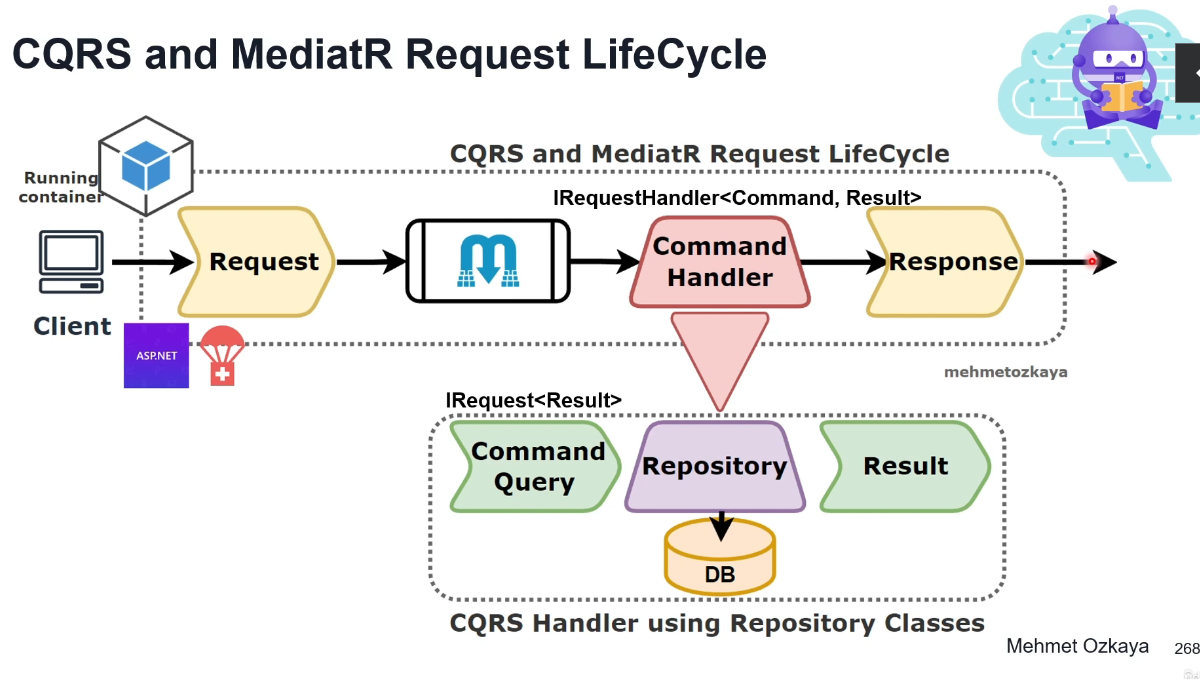 CQRS and MediatR Request LifeCycle
CQRS and MediatR Request LifeCycle
Running
container
IRequestHandler<Command, Result>
Request
Command
Handler
Response
Client
ASP.NET
mehmetozkaya
IRequest<Result>
Command
Query
Repository
Result
DB
CQRS Handler using Repository Classes
Mehmet Ozkaya
268